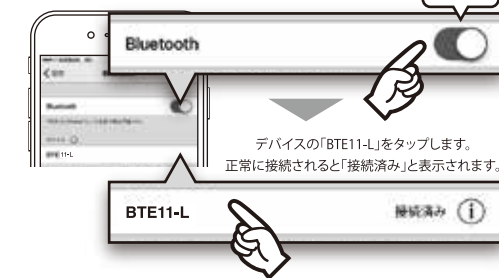 Bluetooth
Bluetooth
BTE11-L
デバイスの「BTE11-L」をタップします。
正常に接続されると「接続済み」と表示されます。
BTE11-L 接続済み